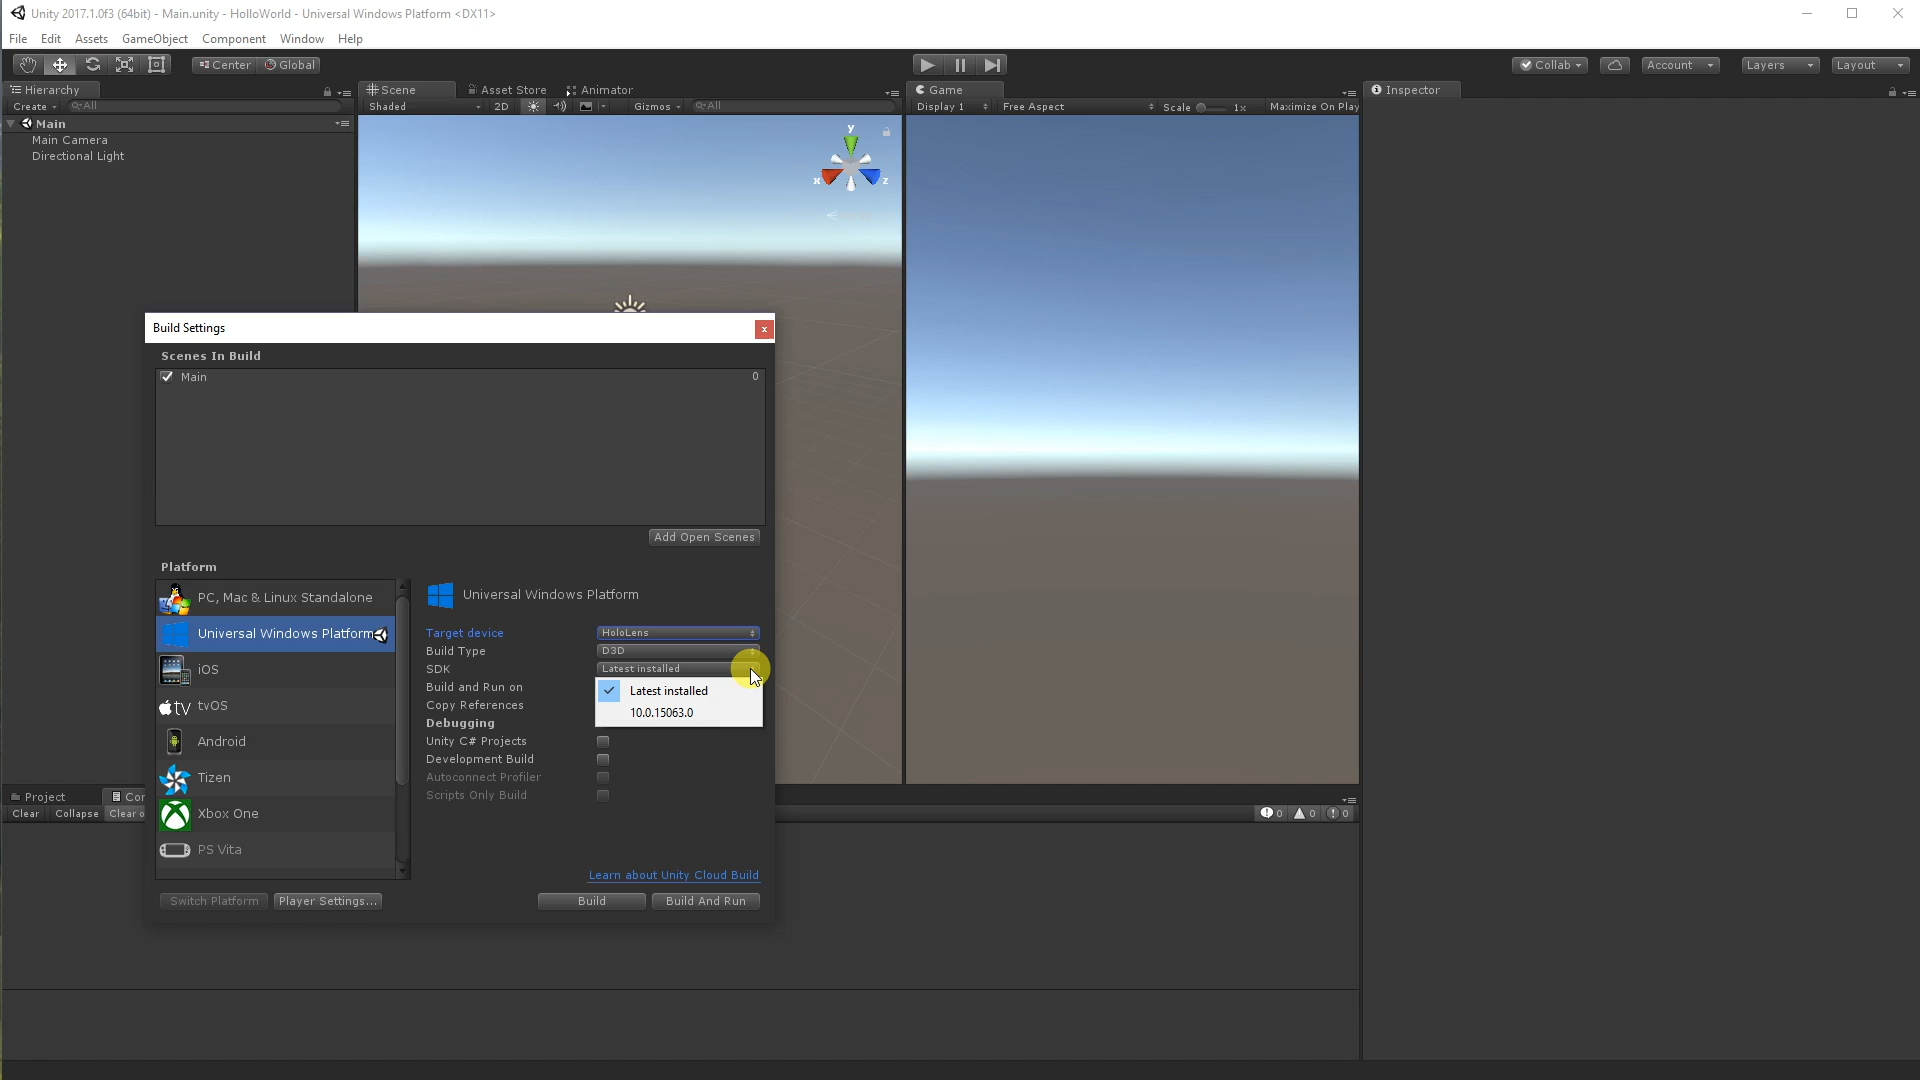 Unity 2017.1.0f3 (64bit) - Main.unity - HolloWorld - Universal Windows Platform <DX11>
File Edit Assets GameObject Component Window Help
Center Global
Collab Account Layers Layout
Hierarchy
Scene
Asset Store
Animator
Game
Inspector
Create All
Shaded 2D Gizmos All
Display 1 Free Aspect Scale 1x Maximize On Play
Main
Main Camera
Directional Light
y
x
z
Build Settings
x
Scenes In Build
Main 0
Add Open Scenes
Platform
PC, Mac & Linux Standalone
Universal Windows Platform
iOS
tv tvOS
Android
Tizen
Xbox One
PS Vita
Universal Windows Platform
Target device HoloLens
Build Type D3D
SDK Latest installed
Latest installed
10.0.15063.0
Build and Run on
Copy References
Debugging
Unity C# Projects
Development Build
Autoconnect Profiler
Scripts Only Build
Learn about Unity Cloud Build
Switch Platform Player Settings... Build Build And Run
Project Con
Clear Collapse Clear o
0 0 0